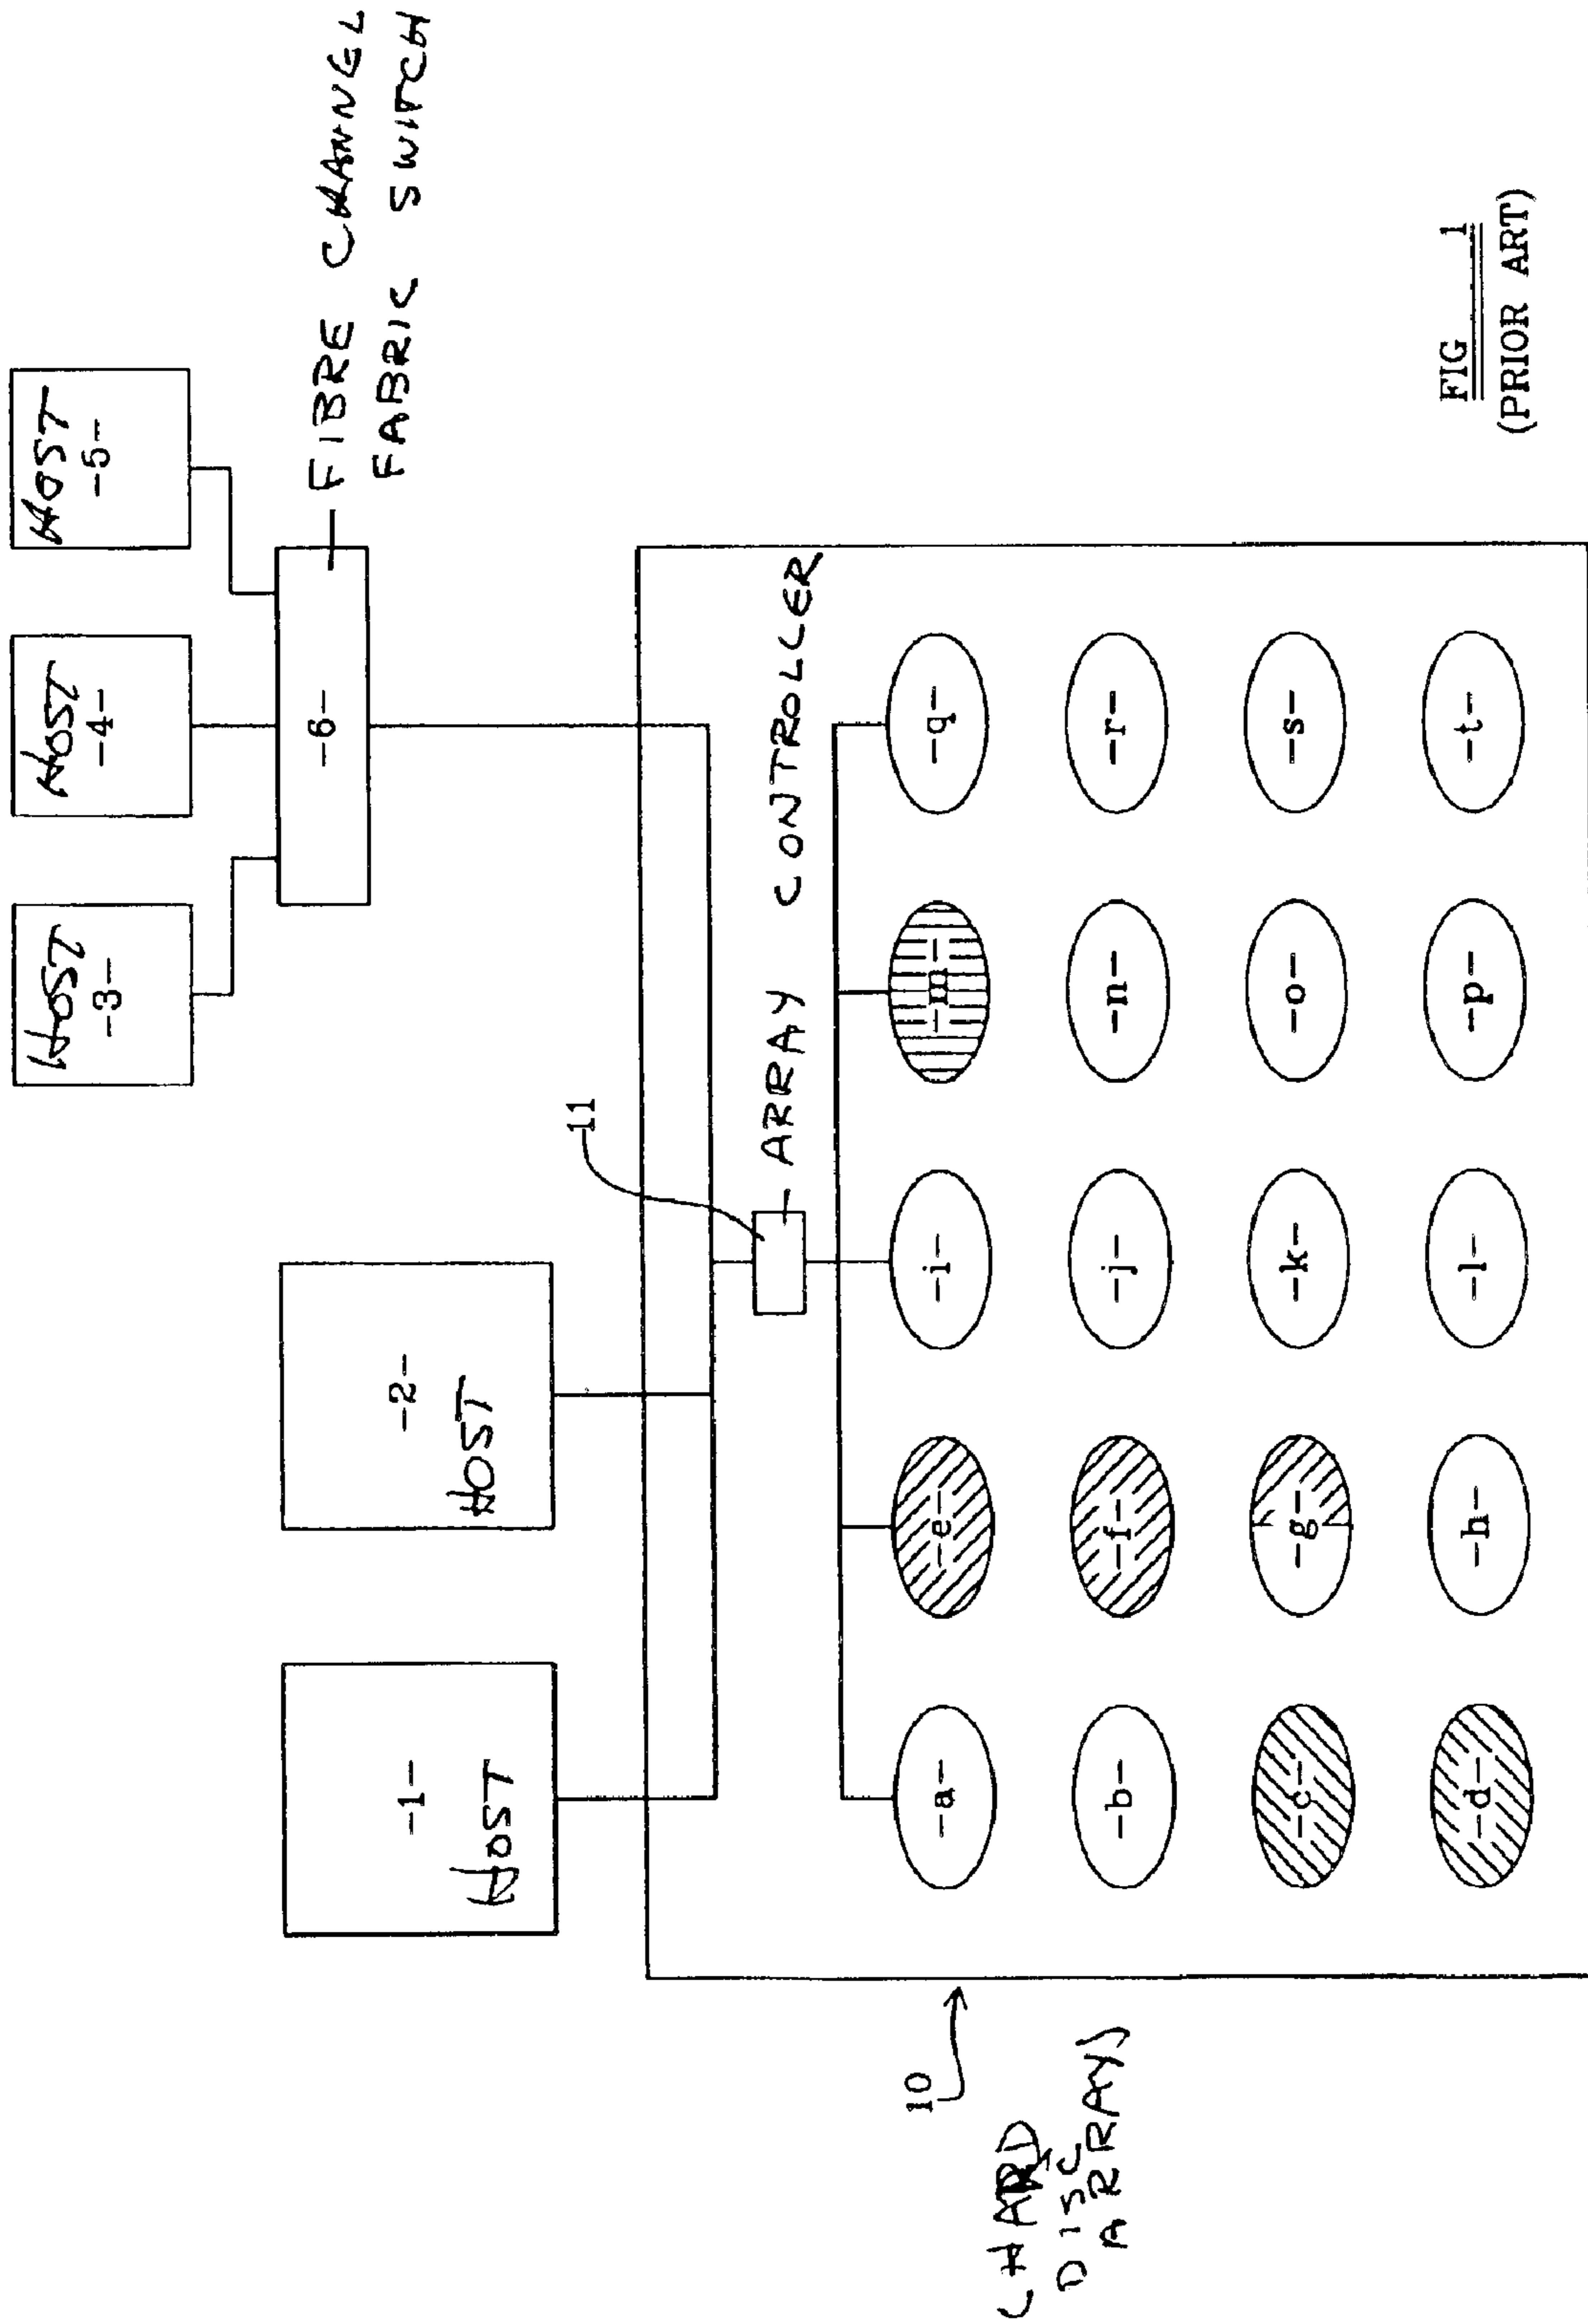 HOST
-3-
HOST
-4-
HOST
-5-
-1-
HOST
-2-
HOST
-6-
FIBRE CHANNEL
FABRIC SWITCH
11
ARRAY CONTROLLER
10
(HARD
DISC
ARRAY)
-a-
-e-
-i-
-m-
-q-
-b-
-f-
-j-
-n-
-r-
-c-
-g-
-k-
-o-
-s-
-d-
-h-
-l-
-p-
-t-
FIG 1
(PRIOR ART)